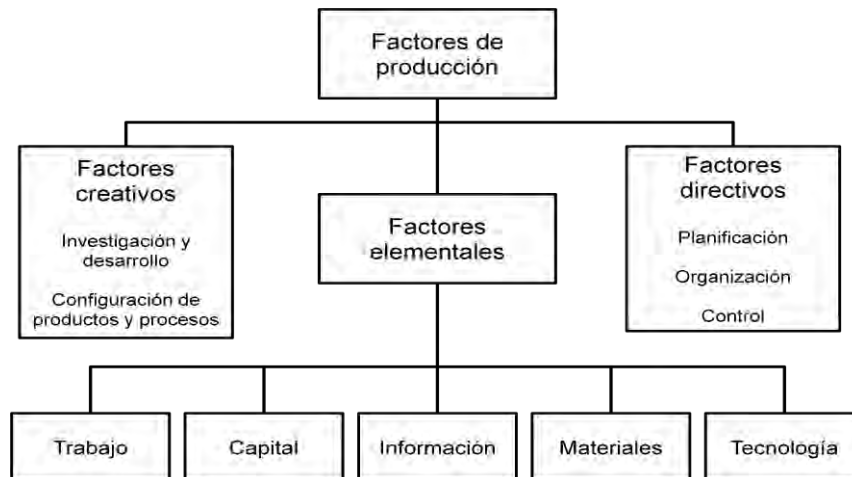 Factores de
producción
Factores
creativos
Investigación y
desarrollo
Configuración de
productos y procesos
Factores
elementales
Factores
directivos
Planificación
Organización
Control
Trabajo
Capital
Información
Materiales
Tecnología